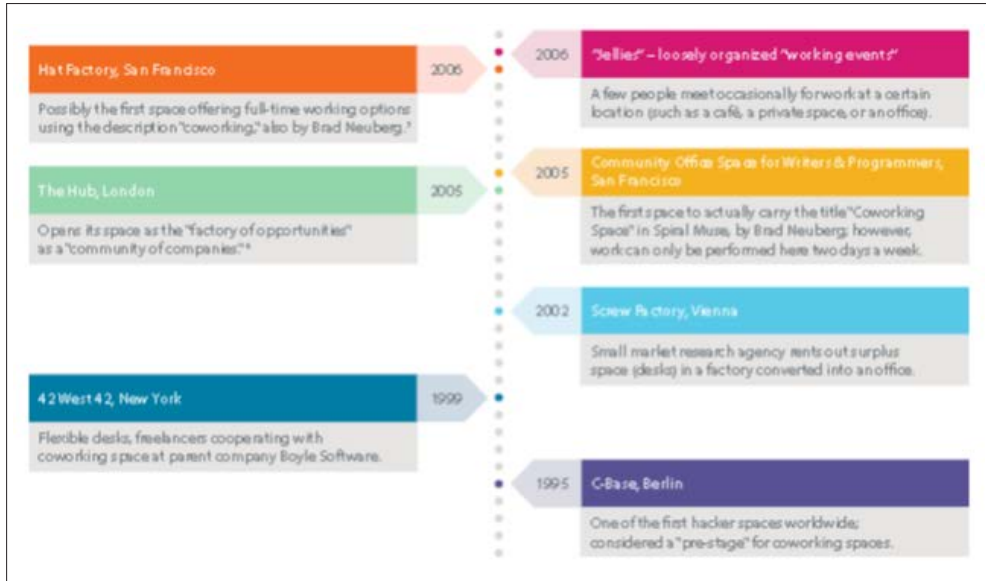 Hat Factory, San Francisco
2006
Possibly the first space offering full-time working options
using the description "coworking," also by Brad Neuberg.⁵
2006
"Jellies" – loosely organized "working events"
A few people meet occasionally for work at a certain
location (such as a café, a private space, or an office).
The Hub, London
2005
Opens its space as the "factory of opportunities"
as a "community of companies."⁴
2005
Community Office Space for Writers & Programmers,
San Francisco
The first space to actually carry the title "Coworking
Space" in Spiral Muse, by Brad Neuberg; however,
work can only be performed here two days a week.
2002
Screw Factory, Vienna
Small market research agency rents out surplus
space (desks) in a factory converted into an office.
42 West 42, New York
1999
Flexible desks, freelancers cooperating with
coworking space at parent company Boyle Software.
1995
C-Base, Berlin
One of the first hacker spaces worldwide;
considered a "pre-stage" for coworking spaces.